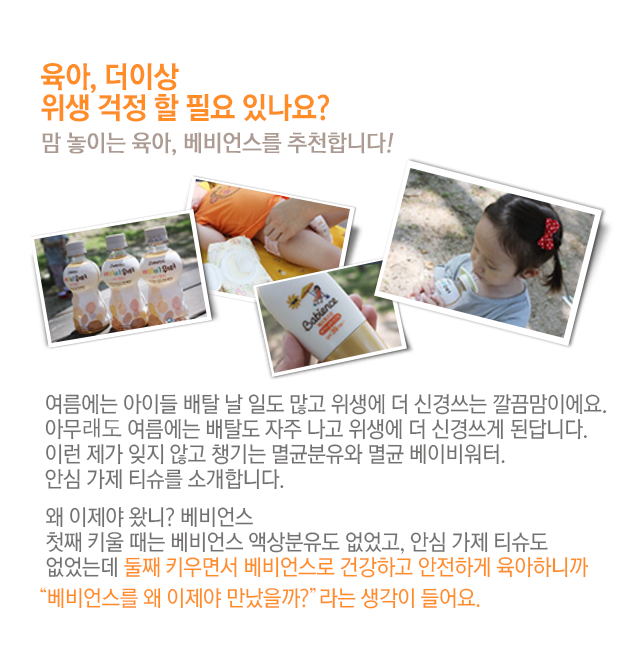 육아, 더이상
위생 걱정 할 필요 있나요?
맘 놓이는 육아, 베비언스를 추천합니다!
Babience
여름에는 아이들 배탈 날 일도 많고 위생에 더 신경쓰는 깔끔맘이에요.
아무래도 여름에는 배탈도 자주 나고 위생에 더 신경쓰게 된답니다.
이런 제가 잊지 않고 챙기는 멸균분유와 멸균 베이비워터.
안심 가제 티슈를 소개합니다.
왜 이제야 왔니? 베비언스
첫째 키울 때는 베비언스 액상분유도 없었고, 안심 가제 티슈도
없었는데 둘째 키우면서 베비언스로 건강하고 안전하게 육아하니까
“베비언스를 왜 이제야 만났을까?” 라는 생각이 들어요.